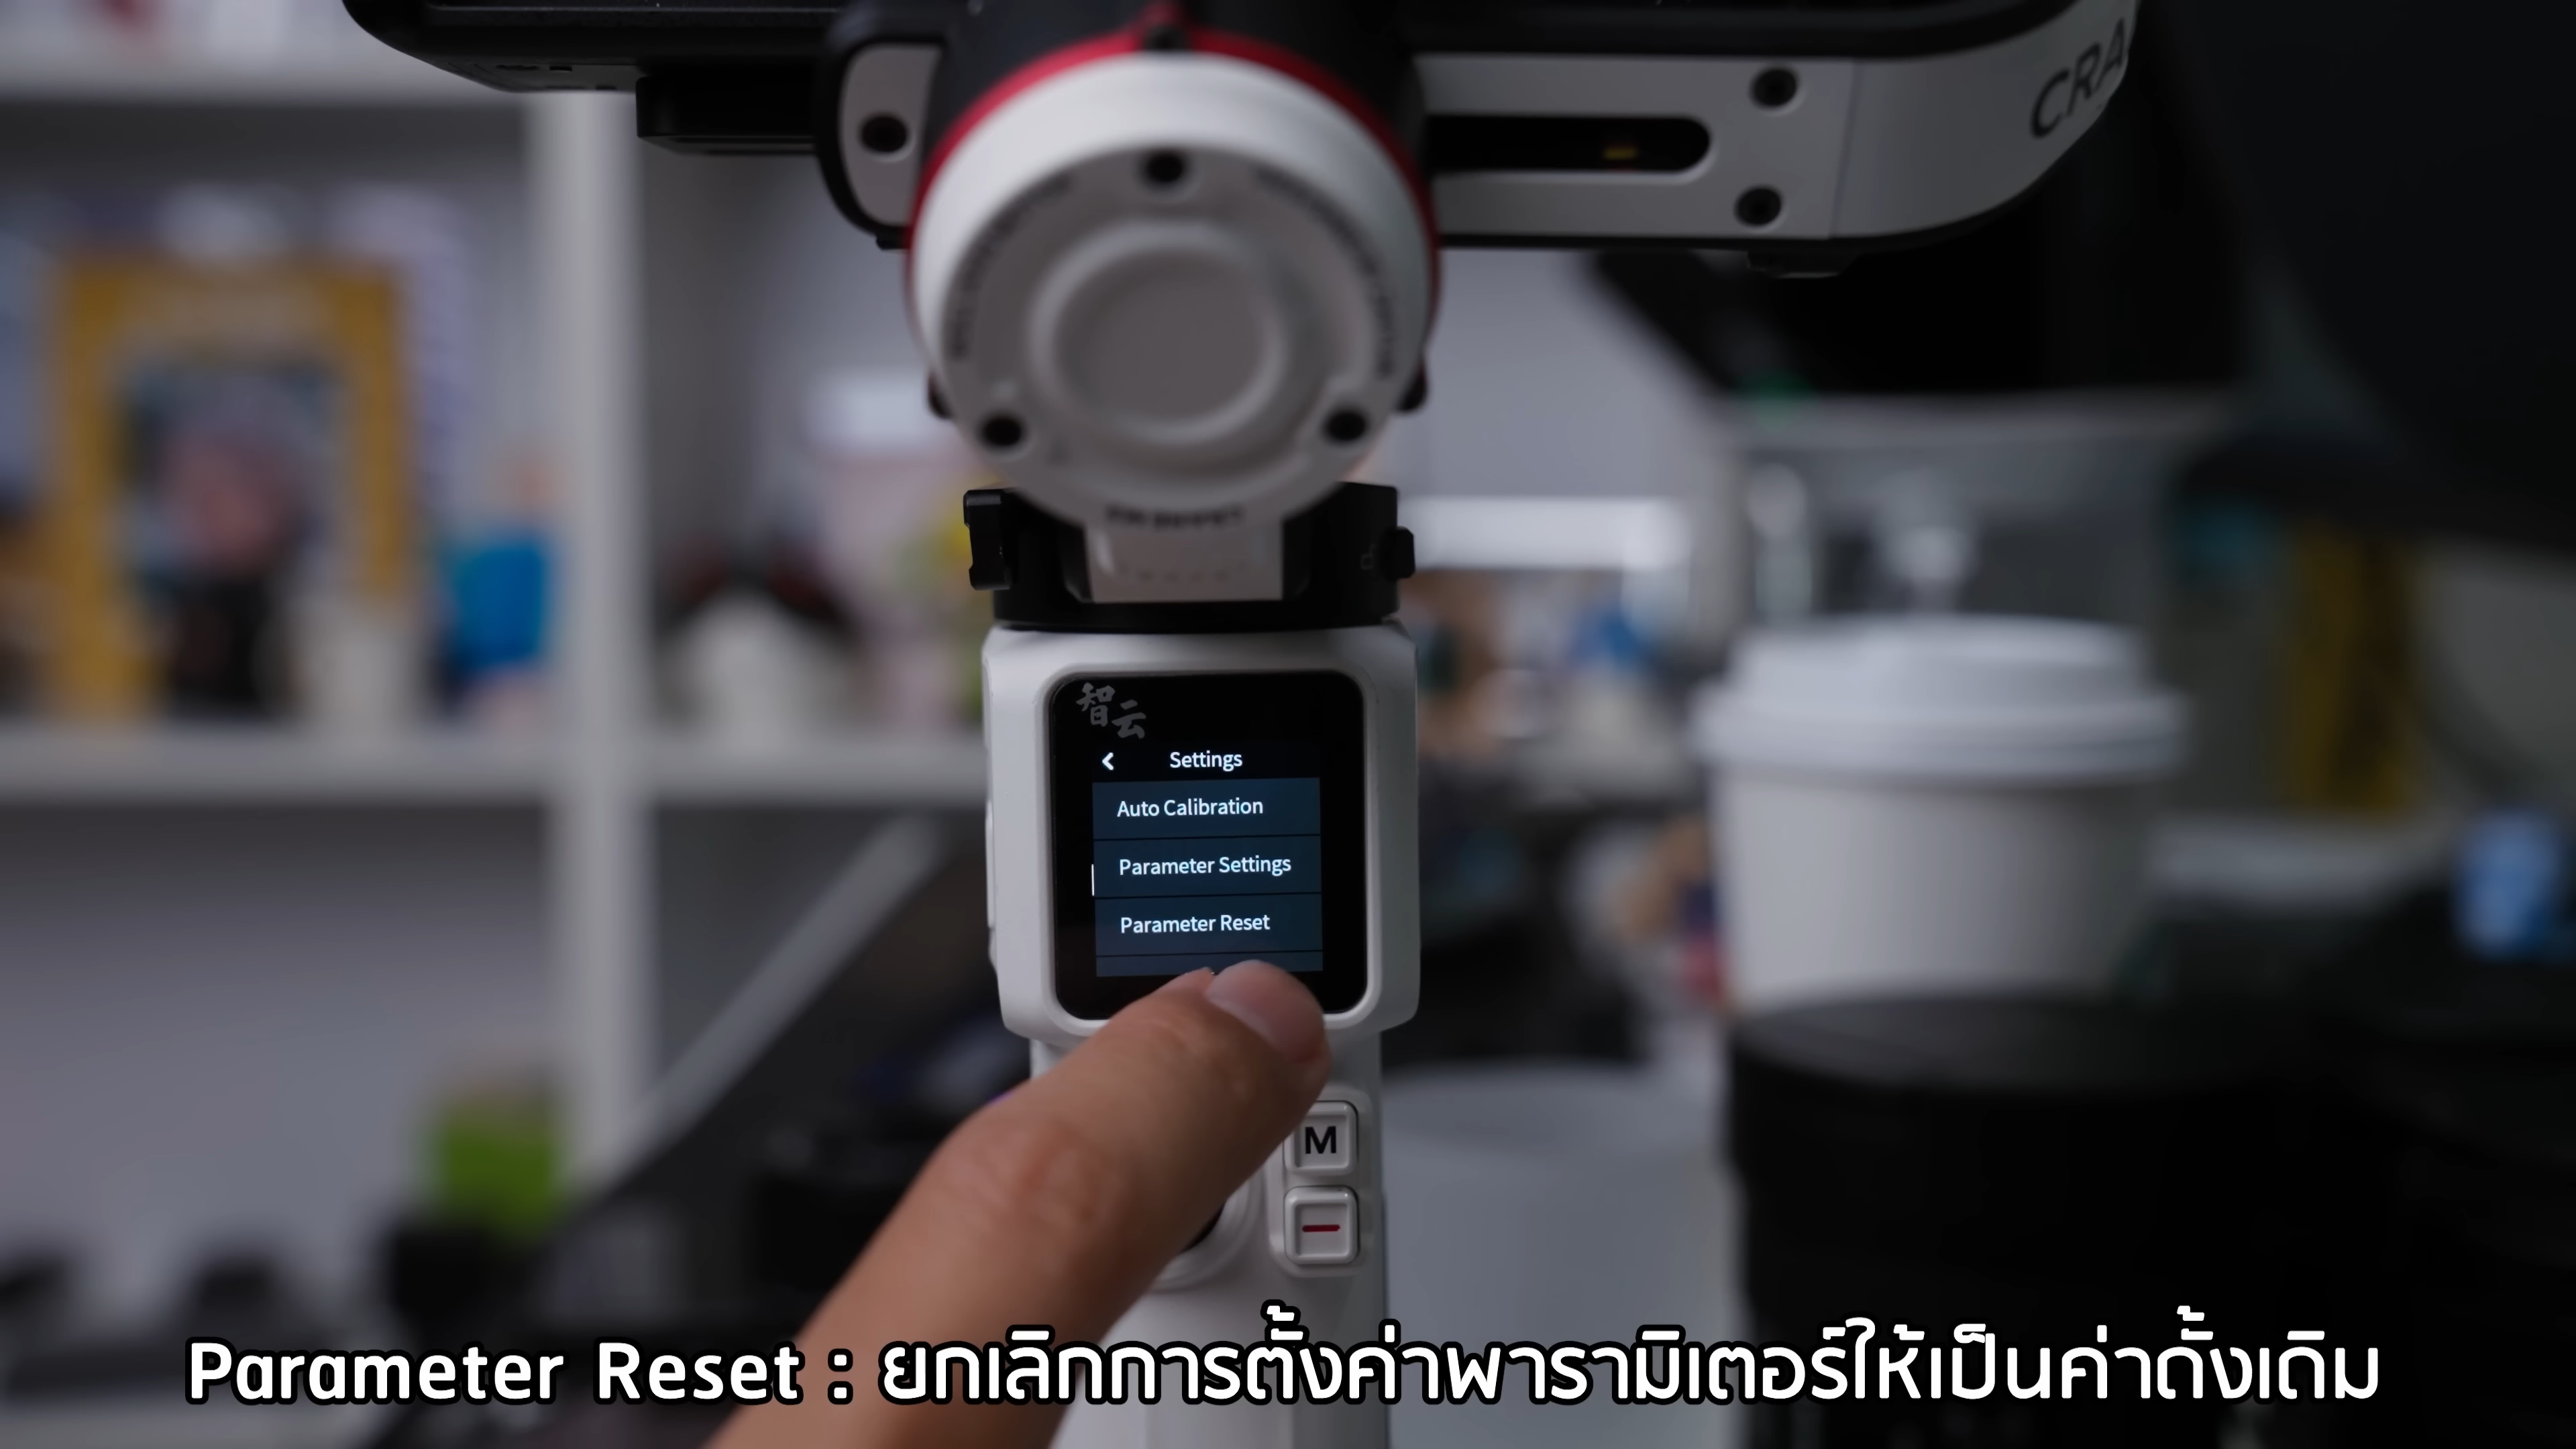 CRA
智云
Settings
Auto Calibration
Parameter Settings
Parameter Reset
M
Parameter Reset : ยกเลิกการตั้งค่าพารามิเตอร์ให้เป็นค่าดั้งเดิม